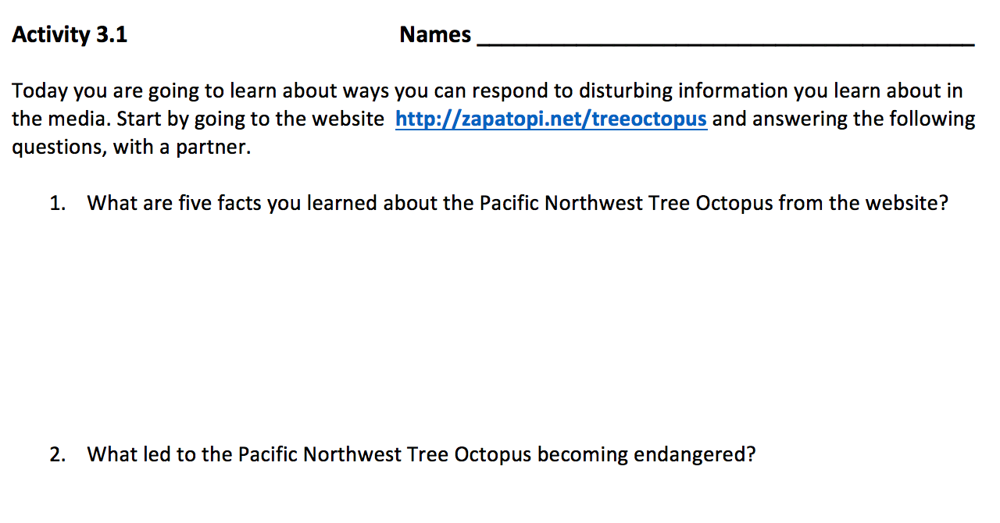 Activity 3.1 Names ________________________________________
Today you are going to learn about ways you can respond to disturbing information you learn about in
the media. Start by going to the website http://zapatopi.net/treeoctopus and answering the following
questions, with a partner.
1. What are five facts you learned about the Pacific Northwest Tree Octopus from the website?
2. What led to the Pacific Northwest Tree Octopus becoming endangered?